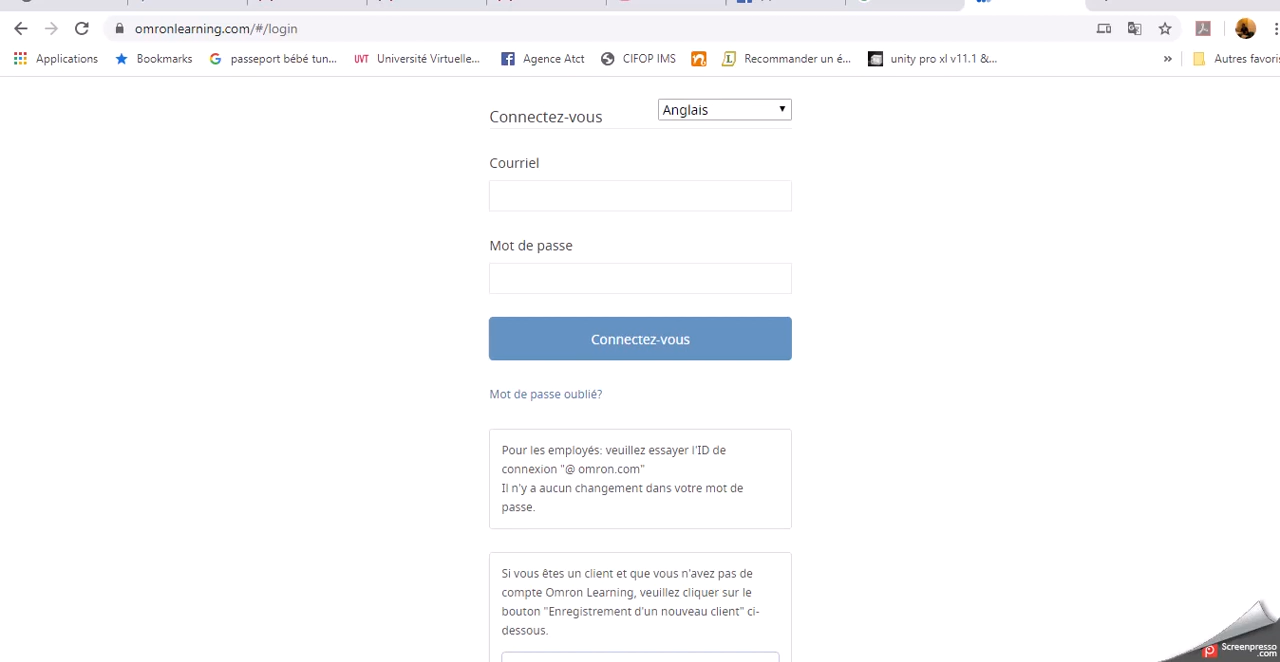 omronlearning.com/#/login
Applications
Bookmarks
passeport bébé tun...
UVT Université Virtuelle...
Agence Atct
CIFOP IMS
Recommander un é...
unity pro xl v11.1 &...
»
Autres favoris
Connectez-vous
Anglais
Courriel
Mot de passe
Connectez-vous
Mot de passe oublié?
Pour les employés: veuillez essayer l'ID de
connexion "@ omron.com"
Il n'y a aucun changement dans votre mot de
passe.
Si vous êtes un client et que vous n'avez pas de
compte Omron Learning, veuillez cliquer sur le
bouton "Enregistrement d'un nouveau client" ci-
dessous.
Screenpresso
.com